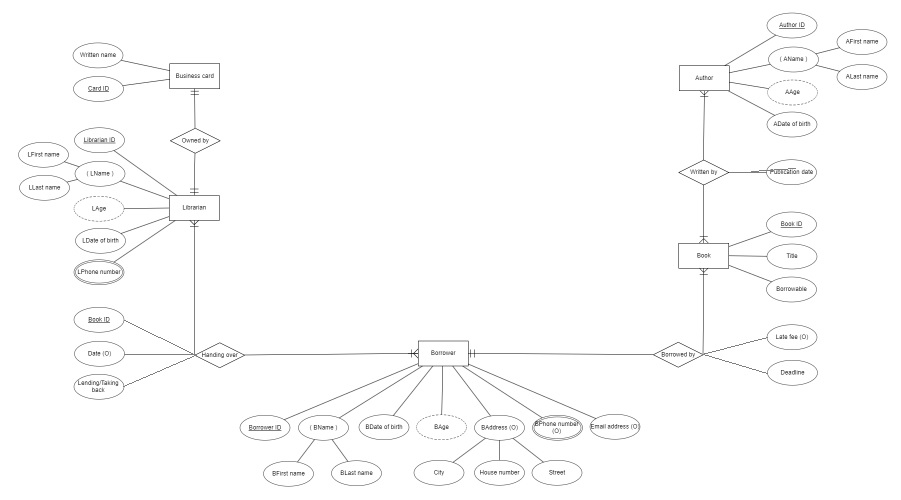 Author ID
AFirst name
( AName )
Written name
Business card
Author
ALast name
Card ID
AAge
ADate of birth
Librarian ID
Owned by
LFirst name
( LName )
Written by
Publication date
LLast name
LAge
Librarian
Book ID
LDate of birth
Book
Title
LPhone number
Borrowable
Book ID
Late fee (O)
Date (O)
Handing over
Borrower
Borrowed by
Deadline
Lending/Taking
back
Borrower ID
( BName )
BDate of birth
BAge
BAddress (O)
BPhone number
(O)
Email address (O)
BFirst name
BLast name
City
House number
Street